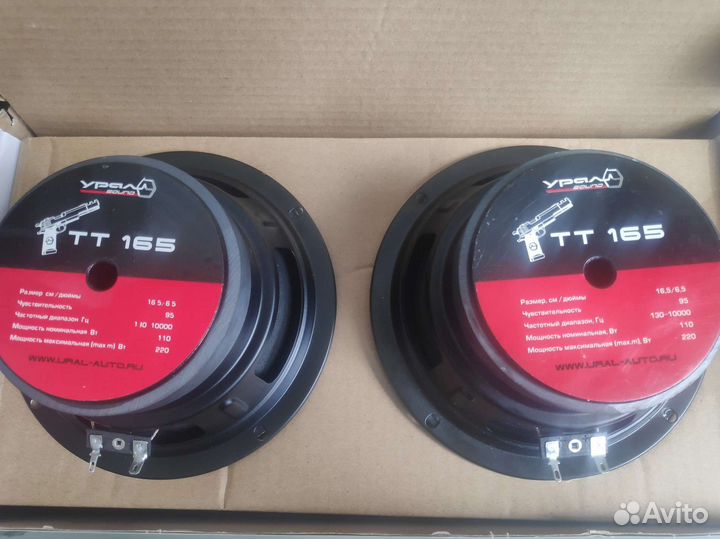 УРАЛ
SOUND
ТТ 165
Размер см / дюймы 16.5/6.5
Чувствительность 95
Частотный диапазон Гц 130-10000
Мощность номинальная Вт 110
Мощность максимальная (max.m), Вт 220
WWW.URAL-AUTO.RU
УРАЛ
SOUND
ТТ 165
Размер, см / дюймы 16,5/6,5
Чувствительность 95
Частотный диапазон, Гц 130-10000
Мощность номинальная, Вт 110
Мощность максимальная (max.m), Вт 220
WWW.URAL-AUTO.RU
Avito